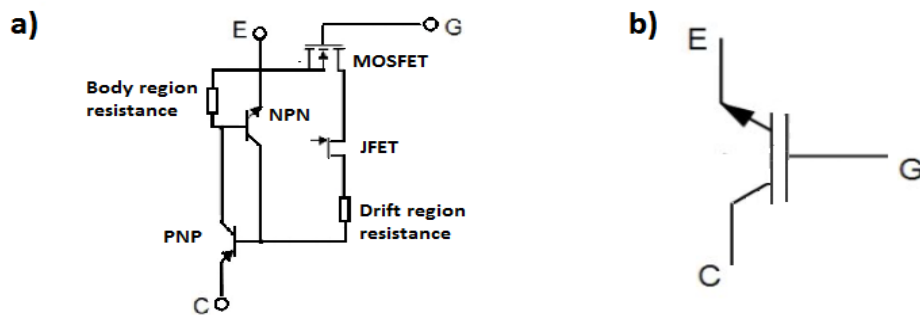 a)
E
G
MOSFET
Body region
resistance
NPN
JFET
Drift region
resistance
PNP
C
b)
E
G
C